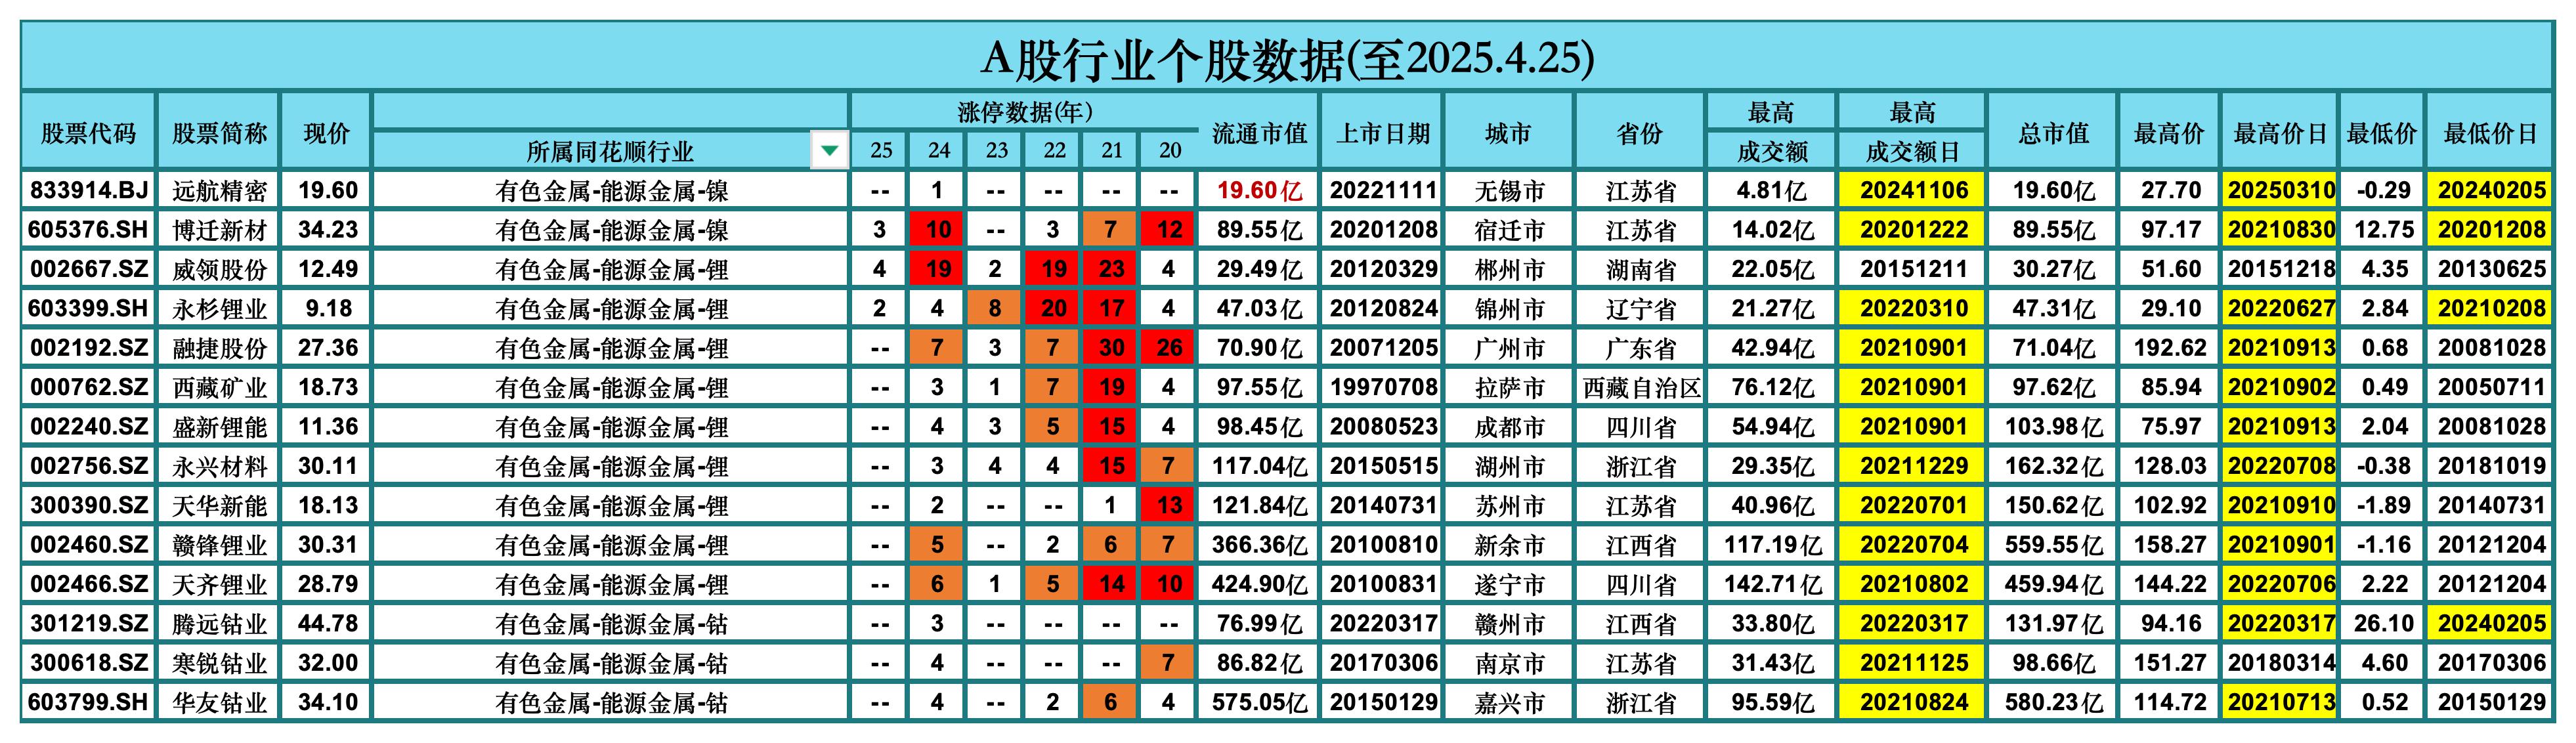 A股行业个股数据(至2025.4.25)
股票代码 股票简称 现价 所属同花顺行业 涨停数据(年) 25 24 23 22 21 20 流通市值 上市日期 城市 省份 最高成交额 最高成交额日 总市值 最高价 最高价日 最低价 最低价日
833914.BJ 远航精密 19.60 有色金属-能源金属-镍 -- 1 -- -- -- -- 19.60亿 20221111 无锡市 江苏省 4.81亿 20241106 19.60亿 27.70 20250310 -0.29 20240205
605376.SH 博迁新材 34.23 有色金属-能源金属-镍 3 10 -- 3 7 12 89.55亿 20201208 宿迁市 江苏省 14.02亿 20201222 89.55亿 97.17 20210830 12.75 20201208
002667.SZ 威领股份 12.49 有色金属-能源金属-锂 4 19 2 19 23 4 29.49亿 20120329 郴州市 湖南省 22.05亿 20151211 30.27亿 51.60 20151218 4.35 20130625
603399.SH 永杉锂业 9.18 有色金属-能源金属-锂 2 4 8 20 17 4 47.03亿 20120824 锦州市 辽宁省 21.27亿 20220310 47.31亿 29.10 20220627 2.84 20210208
002192.SZ 融捷股份 27.36 有色金属-能源金属-锂 -- 7 3 7 30 26 70.90亿 20071205 广州市 广东省 42.94亿 20210901 71.04亿 192.62 20210913 0.68 20081028
000762.SZ 西藏矿业 18.73 有色金属-能源金属-锂 -- 3 1 7 19 4 97.55亿 19970708 拉萨市 西藏自治区 76.12亿 20210901 97.62亿 85.94 20210902 0.49 20050711
002240.SZ 盛新锂能 11.36 有色金属-能源金属-锂 -- 4 3 5 15 4 98.45亿 20080523 成都市 四川省 54.94亿 20210901 103.98亿 75.97 20210913 2.04 20081028
002756.SZ 永兴材料 30.11 有色金属-能源金属-锂 -- 3 4 4 15 7 117.04亿 20150515 湖州市 浙江省 29.35亿 20211229 162.32亿 128.03 20220708 -0.38 20181019
300390.SZ 天华新能 18.13 有色金属-能源金属-锂 -- 2 -- -- 1 13 121.84亿 20140731 苏州市 江苏省 40.96亿 20220701 150.62亿 102.92 20210910 -1.89 20140731
002460.SZ 赣锋锂业 30.31 有色金属-能源金属-锂 -- 5 -- 2 6 7 366.36亿 20100810 新余市 江西省 117.19亿 20220704 559.55亿 158.27 20210901 -1.16 20121204
002466.SZ 天齐锂业 28.79 有色金属-能源金属-锂 -- 6 1 5 14 10 424.90亿 20100831 遂宁市 四川省 142.71亿 20210802 459.94亿 144.22 20220706 2.22 20121204
301219.SZ 腾远钴业 44.78 有色金属-能源金属-钴 -- 3 -- -- -- -- 76.99亿 20220317 赣州市 江西省 33.80亿 20220317 131.97亿 94.16 20220317 26.10 20240205
300618.SZ 寒锐钴业 32.00 有色金属-能源金属-钴 -- 4 -- -- -- 7 86.82亿 20170306 南京市 江苏省 31.43亿 20211125 98.66亿 151.27 20180314 4.60 20170306
603799.SH 华友钴业 34.10 有色金属-能源金属-钴 -- 4 -- 2 6 4 575.05亿 20150129 嘉兴市 浙江省 95.59亿 20210824 580.23亿 114.72 20210713 0.52 20150129